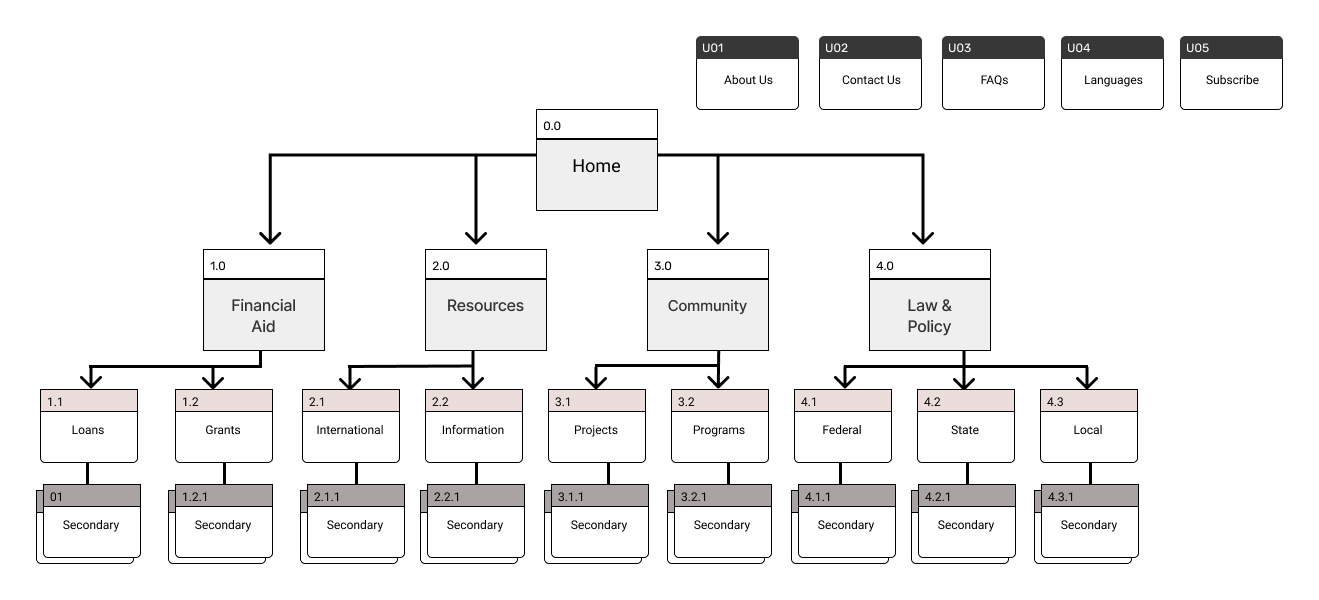 U01
U02
U03
U04
U05
About Us
Contact Us
FAQs
Languages
Subscribe
0.0
Home
1.0
2.0
3.0
4.0
Financial
Aid
Resources
Community
Law &
Policy
1.1
1.2
2.1
2.2
3.1
3.2
4.1
4.2
4.3
Loans
Grants
International
Information
Projects
Programs
Federal
State
Local
01
1.2.1
2.1.1
2.2.1
3.1.1
3.2.1
4.1.1
4.2.1
4.3.1
Secondary
Secondary
Secondary
Secondary
Secondary
Secondary
Secondary
Secondary
Secondary